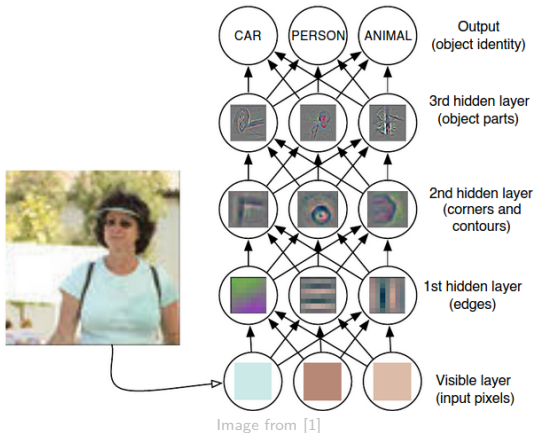 CAR PERSON ANIMAL
Output
(object identity)
3rd hidden layer
(object parts)
2nd hidden layer
(corners and
contours)
1st hidden layer
(edges)
Visible layer
(input pixels)
Image from [1]